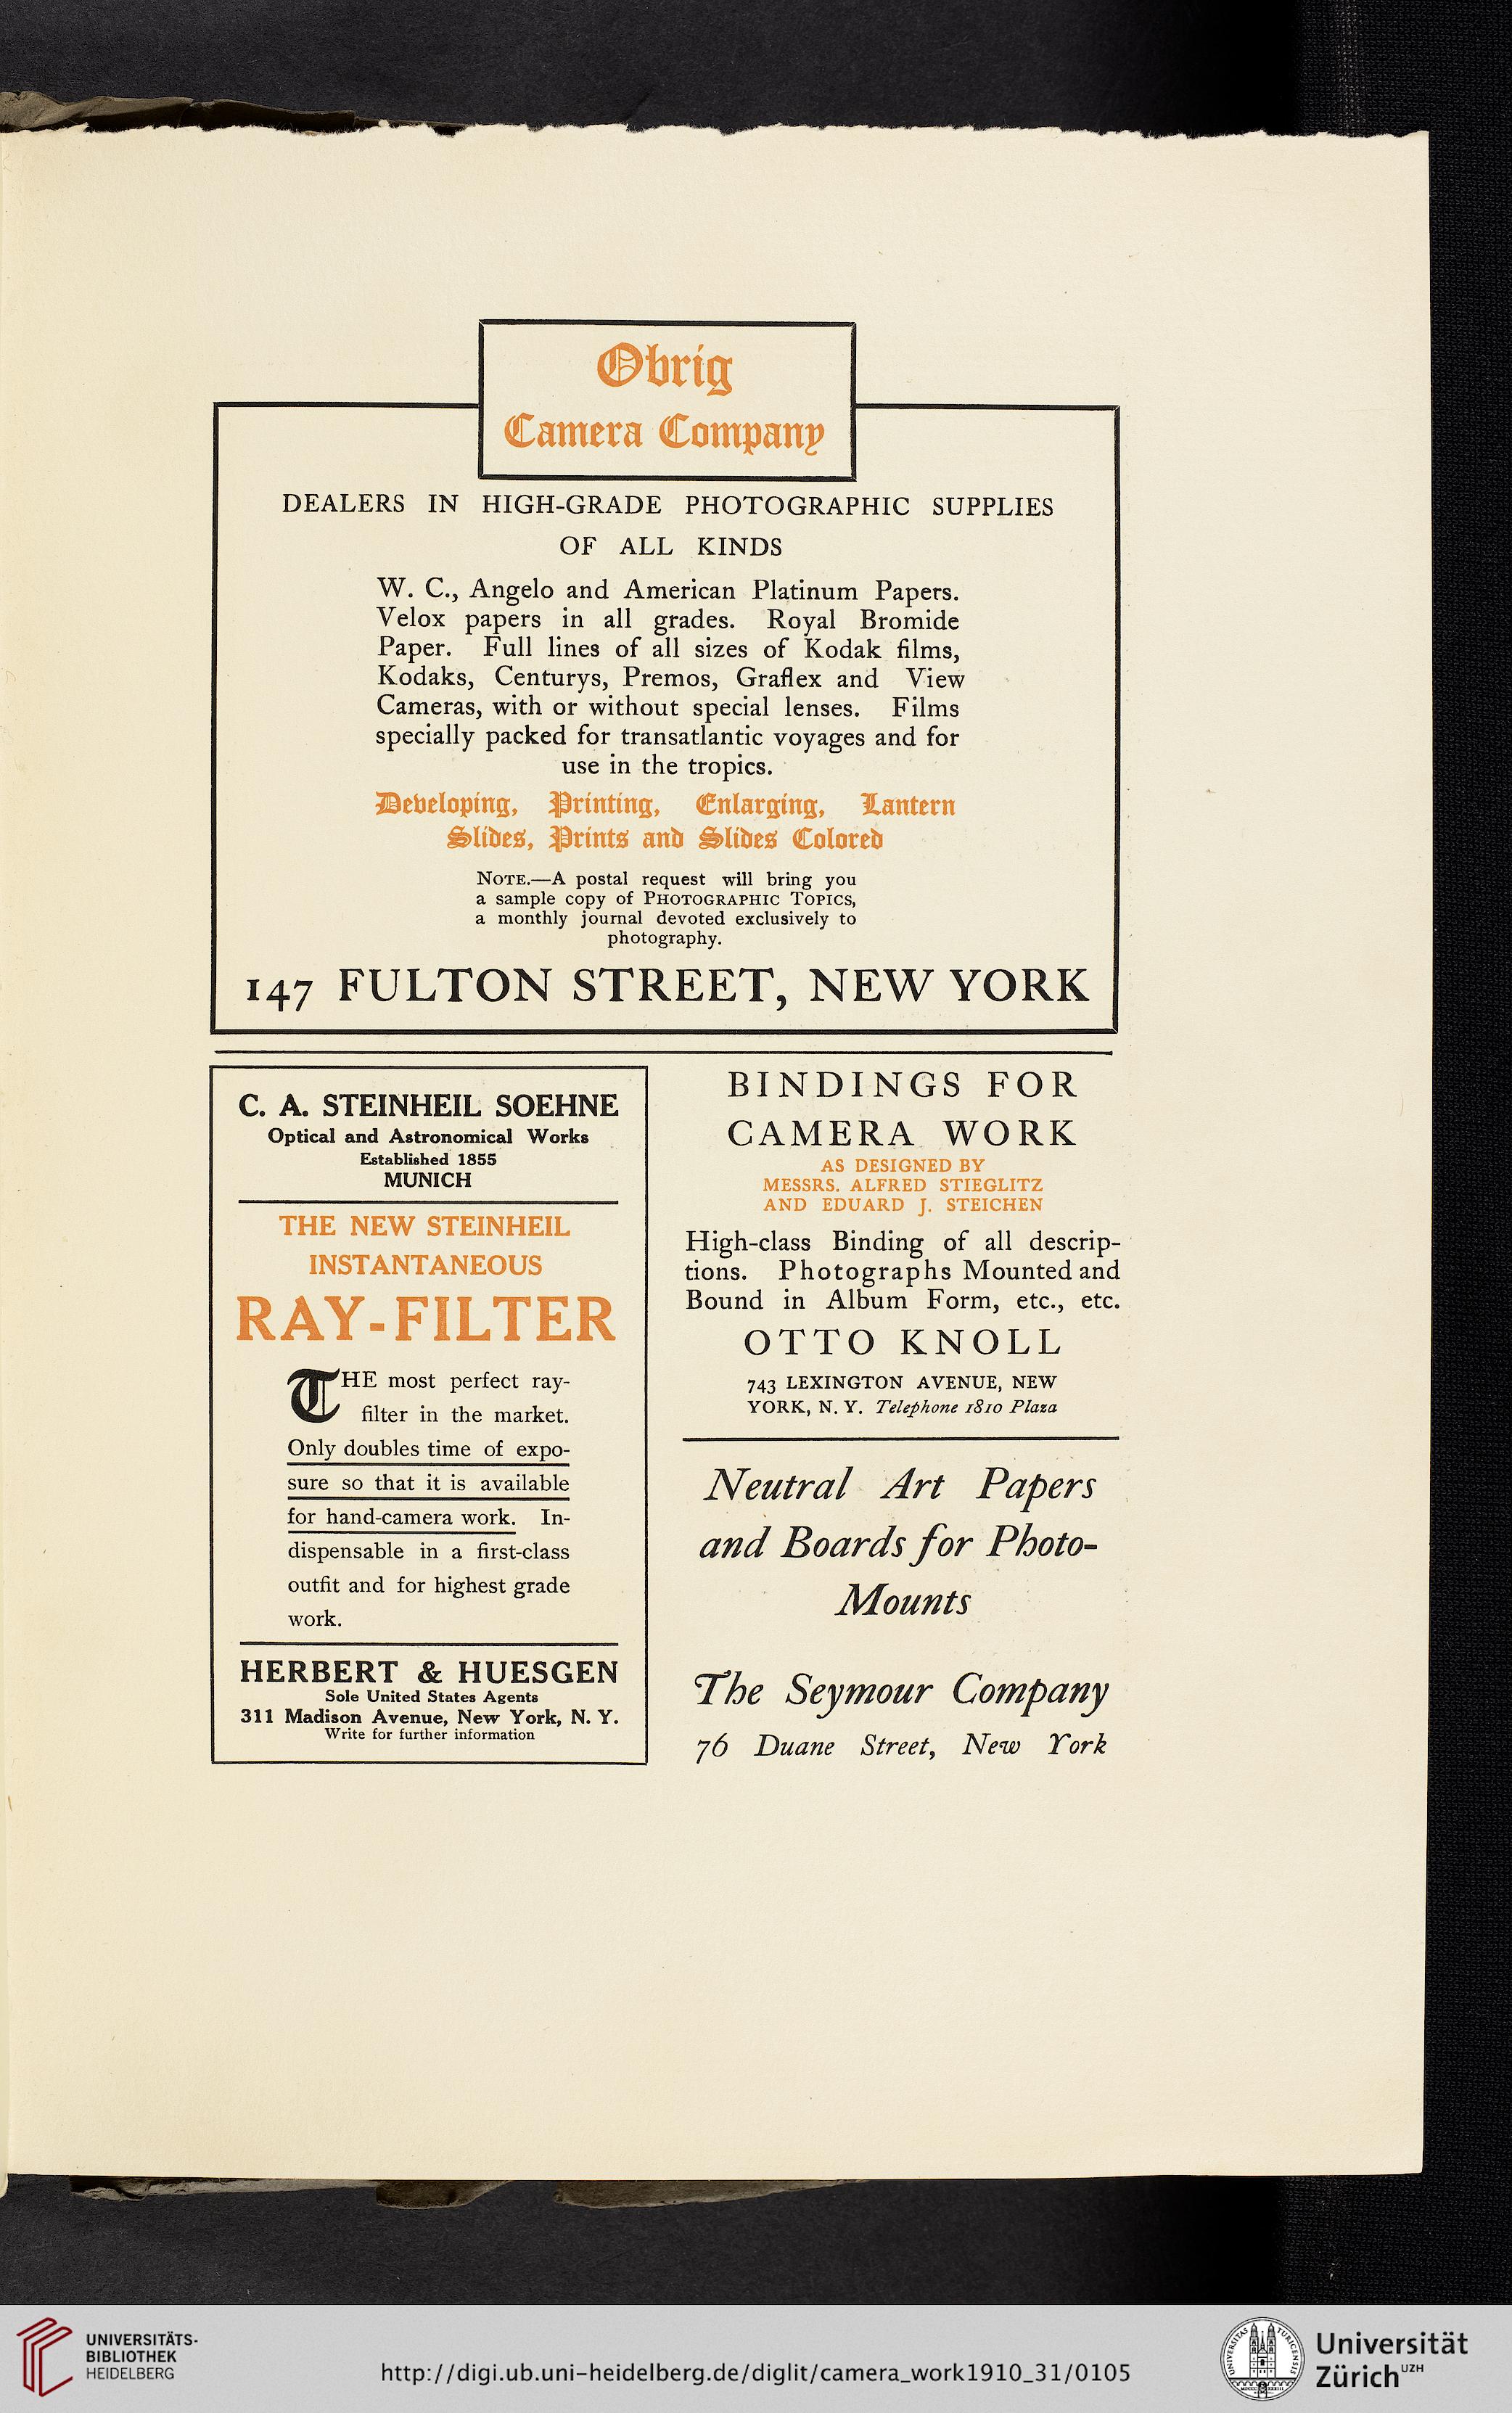 Obrig
Camera Company
DEALERS IN HIGH-GRADE PHOTOGRAPHIC SUPPLIES
OF ALL KINDS
W. C., Angelo and American Platinum Papers.
Velox papers in all grades. Royal Bromide
Paper. Full lines of all sizes of Kodak films,
Kodaks, Centurys, Premos, Graflex and View
Cameras, with or without special lenses. Films
specially packed for transatlantic voyages and for
use in the tropics.
Developing, Printing, Enlarging, Lantern
Slides, Prints and Slides Colored
NOTE.—A postal request will bring you
a sample copy of PHOTOGRAPHIC TOPICS,
a monthly journal devoted exclusively to
photography.
147 FULTON STREET, NEW YORK
C. A. STEINHEIL SOEHNE
Optical and Astronomical Works
Established 1855
MUNICH
THE NEW STEINHEIL
INSTANTANEOUS
RAY-FILTER
THE most perfect ray-
filter in the market.
Only doubles time of expo-
sure so that it is available
for hand-camera work. In-
dispensable in a first-class
outfit and for highest grade
work.
HERBERT & HUESGEN
Sole United States Agents
311 Madison Avenue, New York, N. Y.
Write for further information
BINDINGS FOR
CAMERA WORK
AS DESIGNED BY
MESSRS. ALFRED STIEGLITZ
AND EDUARD J. STEICHEN
High-class Binding of all descrip-
tions. Photographs Mounted and
Bound in Album Form, etc., etc.
OTTO KNOLL
743 LEXINGTON AVENUE, NEW
YORK, N. Y. Telephone 1810 Plaza
Neutral Art Papers
and Boards for Photo-
Mounts
The Seymour Company
76 Duane Street, New York
UNIVERSITÄTS-
BIBLIOTHEK
HEIDELBERG
http://digi.ub.uni-heidelberg.de/diglit/camera_work1910_31/0105
Universität
Zürich UZH